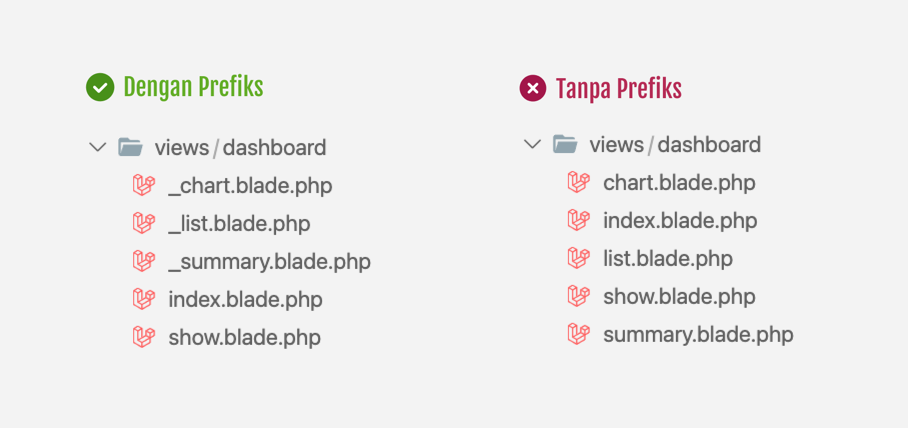 Dengan Prefiks
views/dashboard
_chart.blade.php
_list.blade.php
_summary.blade.php
index.blade.php
show.blade.php
Tanpa Prefiks
views/dashboard
chart.blade.php
index.blade.php
list.blade.php
show.blade.php
summary.blade.php